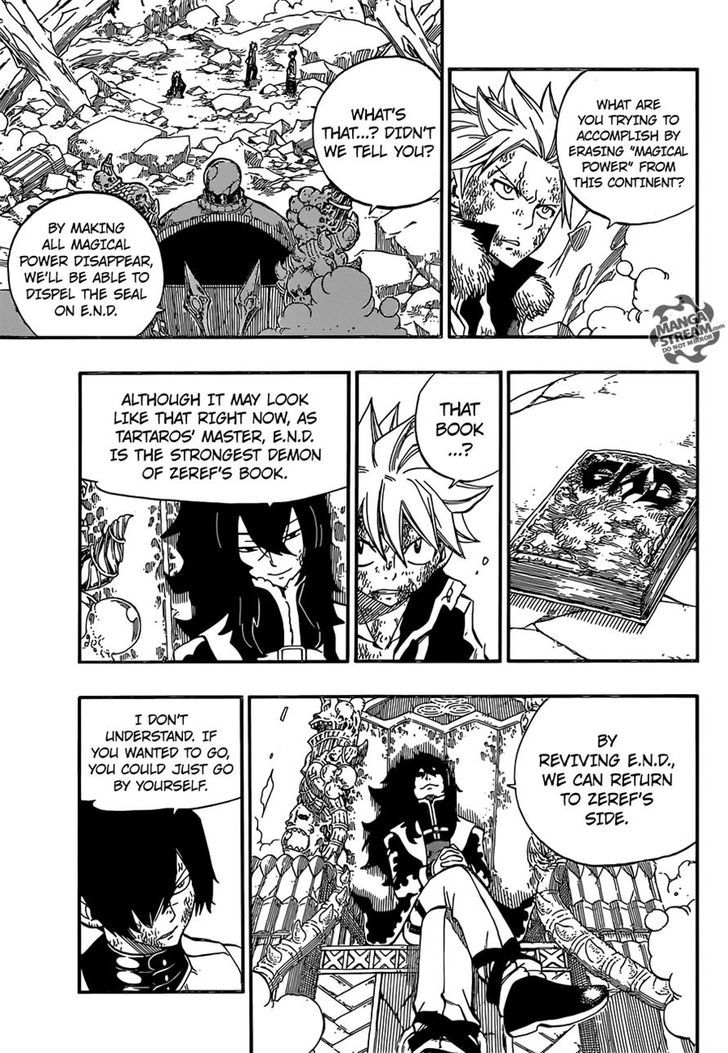 WHAT ARE
YOU TRYING TO
ACCOMPLISH BY
ERASING "MAGICAL
POWER" FROM
THIS CONTINENT?
WHAT'S
THAT...? DIDN'T
WE TELL YOU?
BY MAKING
ALL MAGICAL
POWER DISAPPEAR,
WE'LL BE ABLE TO
DISPEL THE SEAL
ON E.N.D.
MANGA
STREAM.com
DO NOT MIRROR
END
THAT
BOOK
...?
ALTHOUGH IT MAY LOOK
LIKE THAT RIGHT NOW, AS
TARTAROS' MASTER, E.N.D.
IS THE STRONGEST DEMON
OF ZEREF'S BOOK.
BY
REVIVING E.N.D.,
WE CAN RETURN
TO ZEREF'S
SIDE.
I DON'T
UNDERSTAND. IF
YOU WANTED TO GO,
YOU COULD JUST GO
BY YOURSELF.